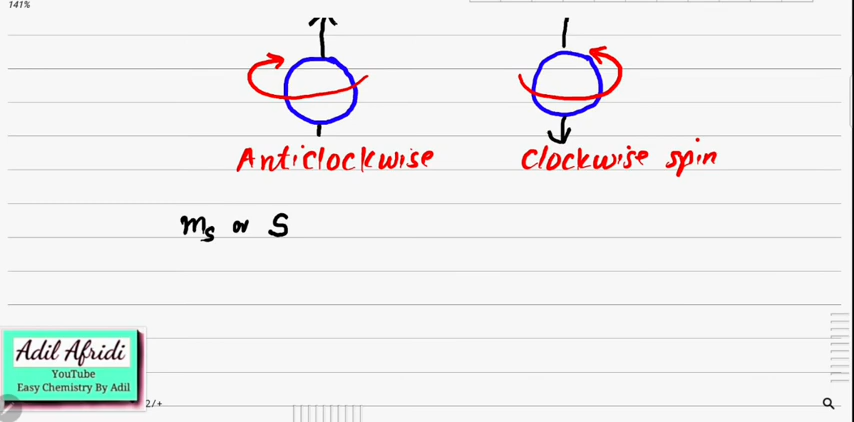 141%
Anticlockwise
Clockwise spin
ms or S
Adil Afridi
YouTube
Easy Chemistry By Adil
2/+